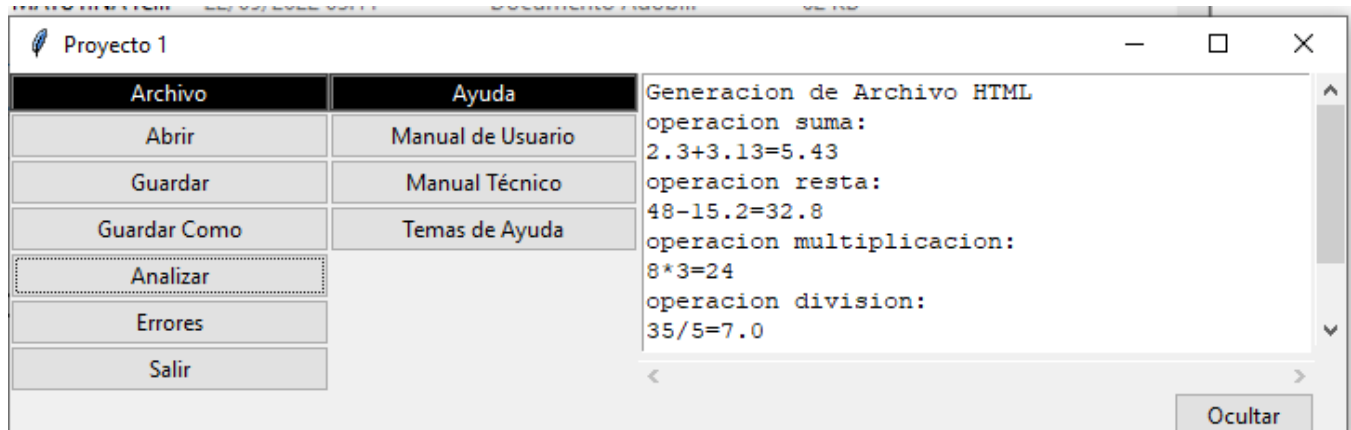 Proyecto 1
Archivo
Ayuda
Abrir
Manual de Usuario
Guardar
Manual Técnico
Guardar Como
Temas de Ayuda
Analizar
Errores
Salir
Generacion de Archivo HTML
operacion suma:
2.3+3.13=5.43
operacion resta:
48-15.2=32.8
operacion multiplicacion:
8*3=24
operacion division:
35/5=7.0
Ocultar